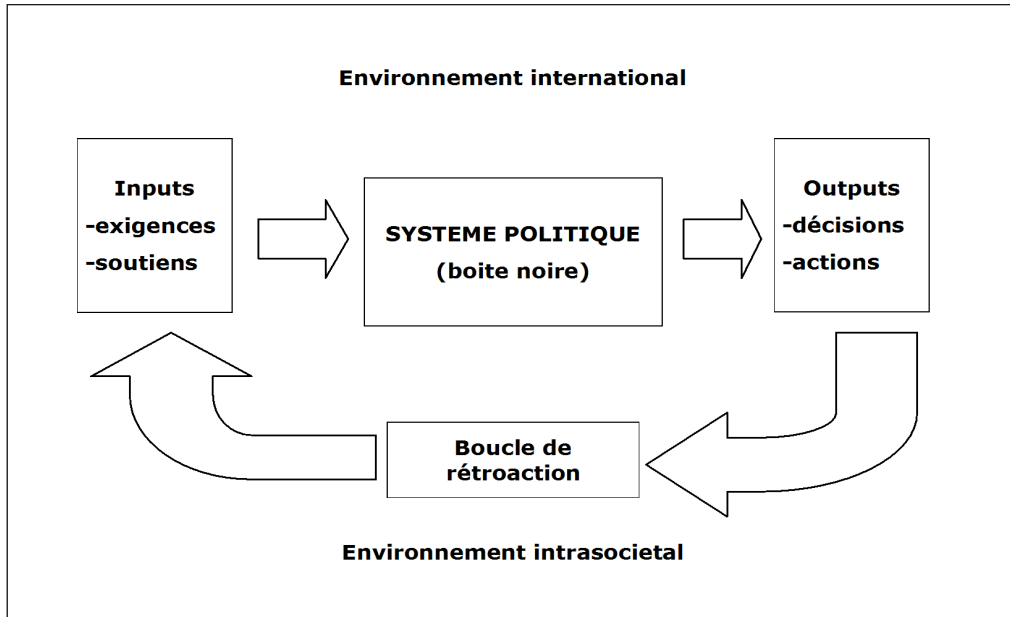 Environnement international
Inputs
-exigences
-soutiens
SYSTEME POLITIQUE
(boite noire)
Outputs
-décisions
-actions
Boucle de
rétroaction
Environnement intrasocietal